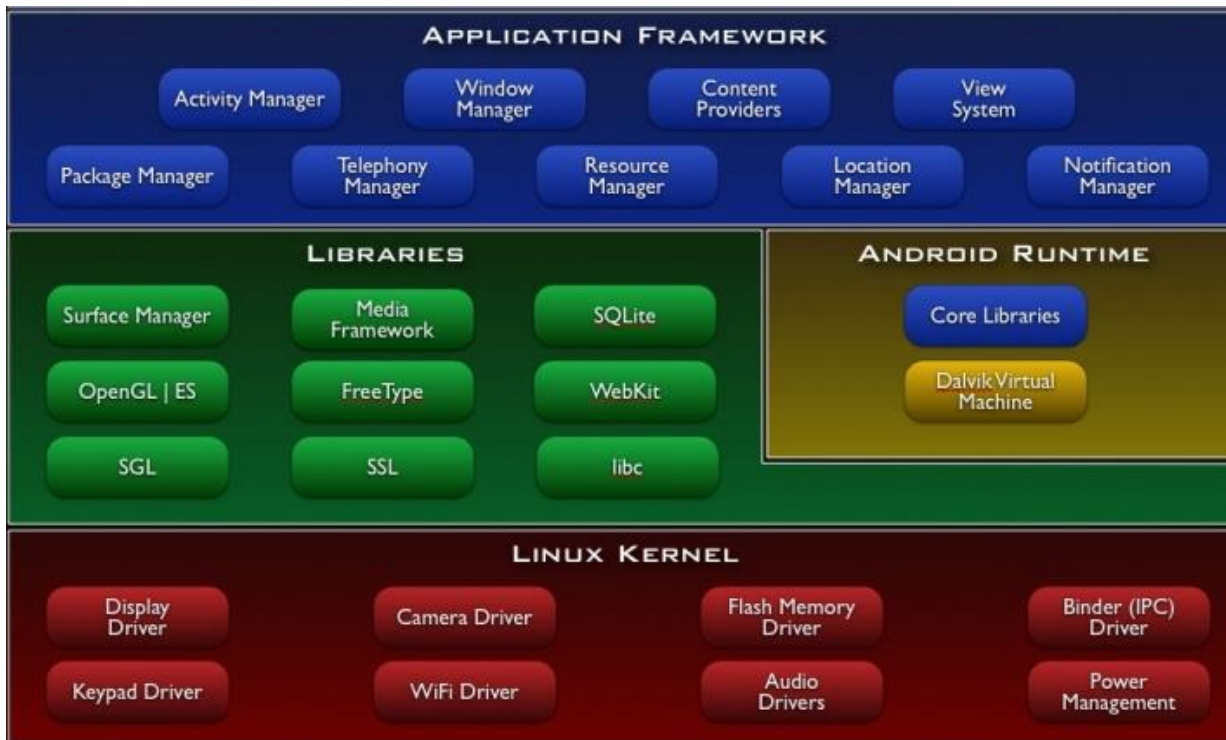 APPLICATION FRAMEWORK
Activity Manager
Window
Manager
Content
Providers
View
System
Package Manager
Telephony
Manager
Resource
Manager
Location
Manager
Notification
Manager
LIBRARIES
Surface Manager
Media
Framework
SQLite
OpenGL | ES
FreeType
WebKit
SGL
SSL
libc
ANDROID RUNTIME
Core Libraries
Dalvik Virtual
Machine
LINUX KERNEL
Display
Driver
Camera Driver
Flash Memory
Driver
Binder (IPC)
Driver
Keypad Driver
WiFi Driver
Audio
Drivers
Power
Management